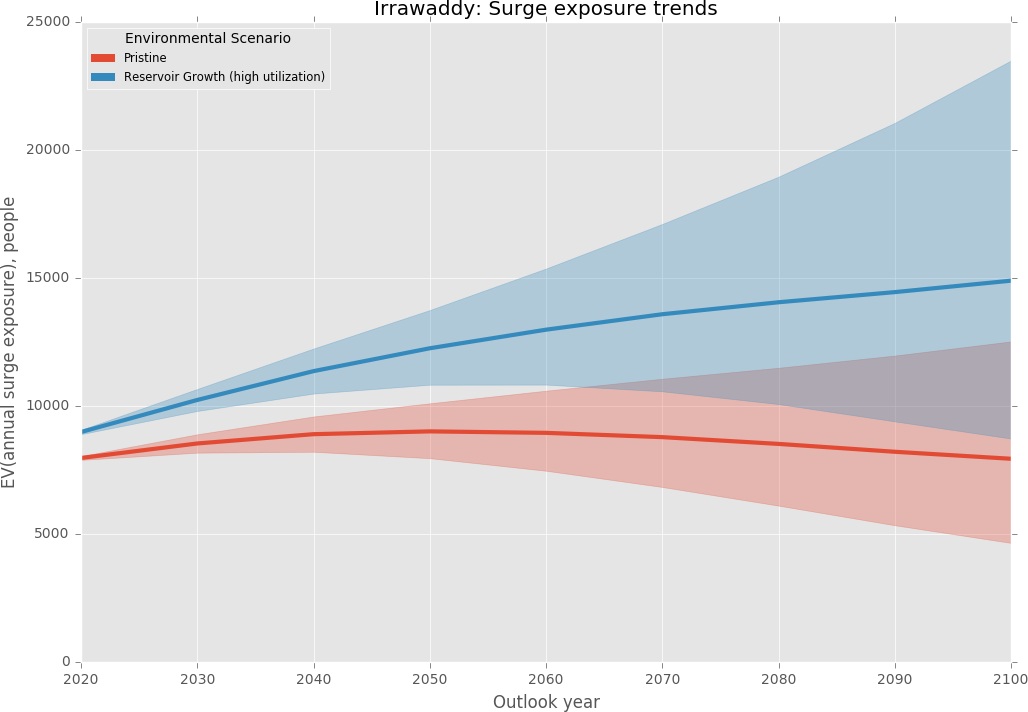 Irrawaddy: Surge exposure trends
Environmental Scenario
Pristine
Reservoir Growth (high utilization)
EV(annual surge exposure), people
25000
20000
15000
10000
5000
0
2020 2030 2040 2050 2060 2070 2080 2090 2100
Outlook year